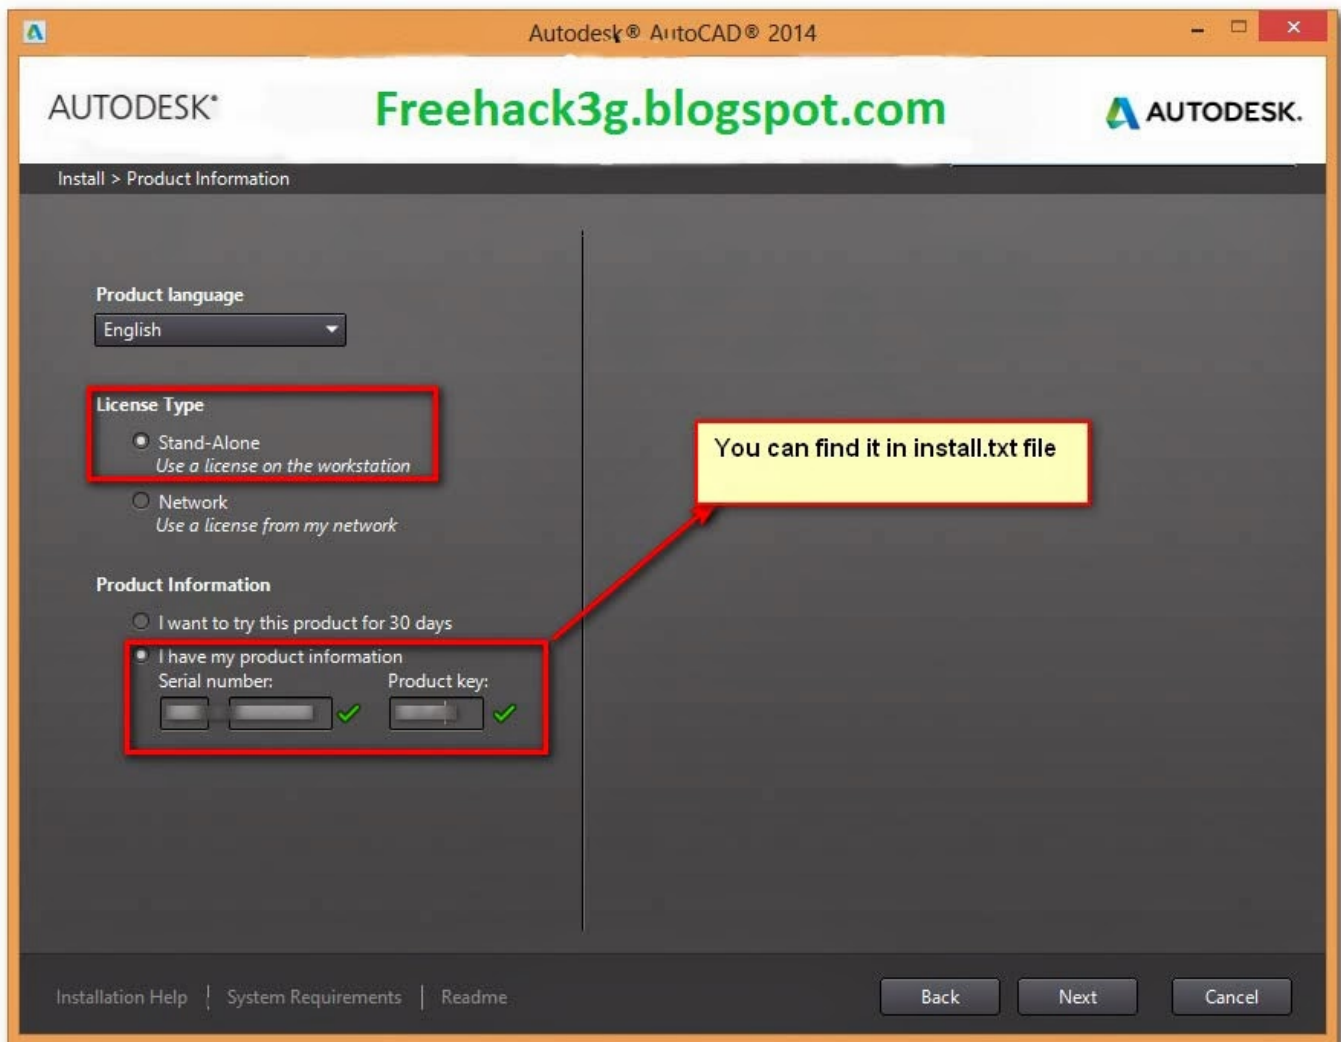 Autodesk® AutoCAD® 2014
AUTODESK®
Freehack3g.blogspot.com
AUTODESK.
Install > Product Information
Product language
English
License Type
Stand-Alone
Use a license on the workstation
Network
Use a license from my network
You can find it in install.txt file
Product Information
I want to try this product for 30 days
I have my product information
Serial number: Product key:
Installation Help | System Requirements | Readme
Back Next Cancel